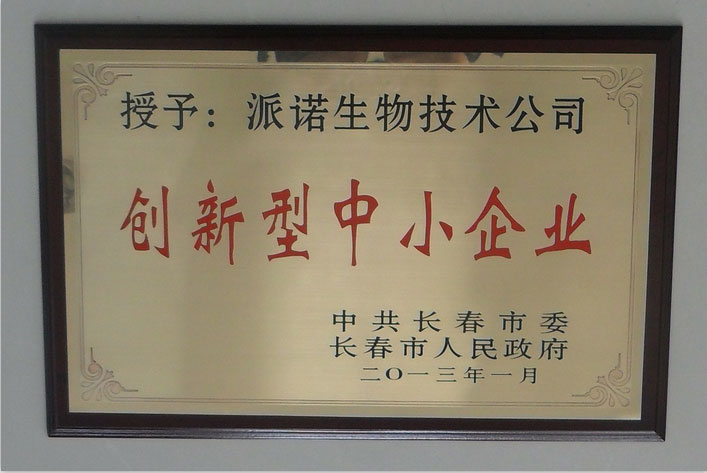 授予：派诺生物技术公司
创新型中小企业
中共长春市委
长春市人民政府
二〇一三年一月